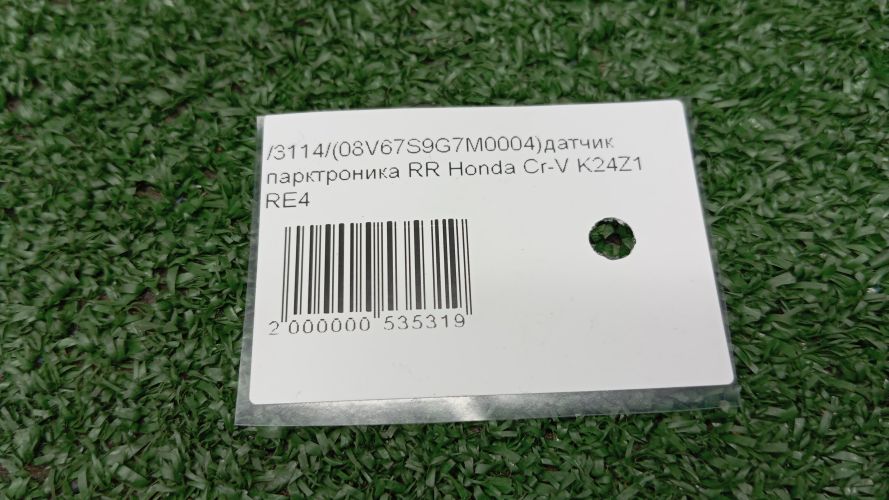 /3114/(08V67S9G7M0004)датчик
парктроника RR Honda Cr-V K24Z1
RE4
2 000000 535319